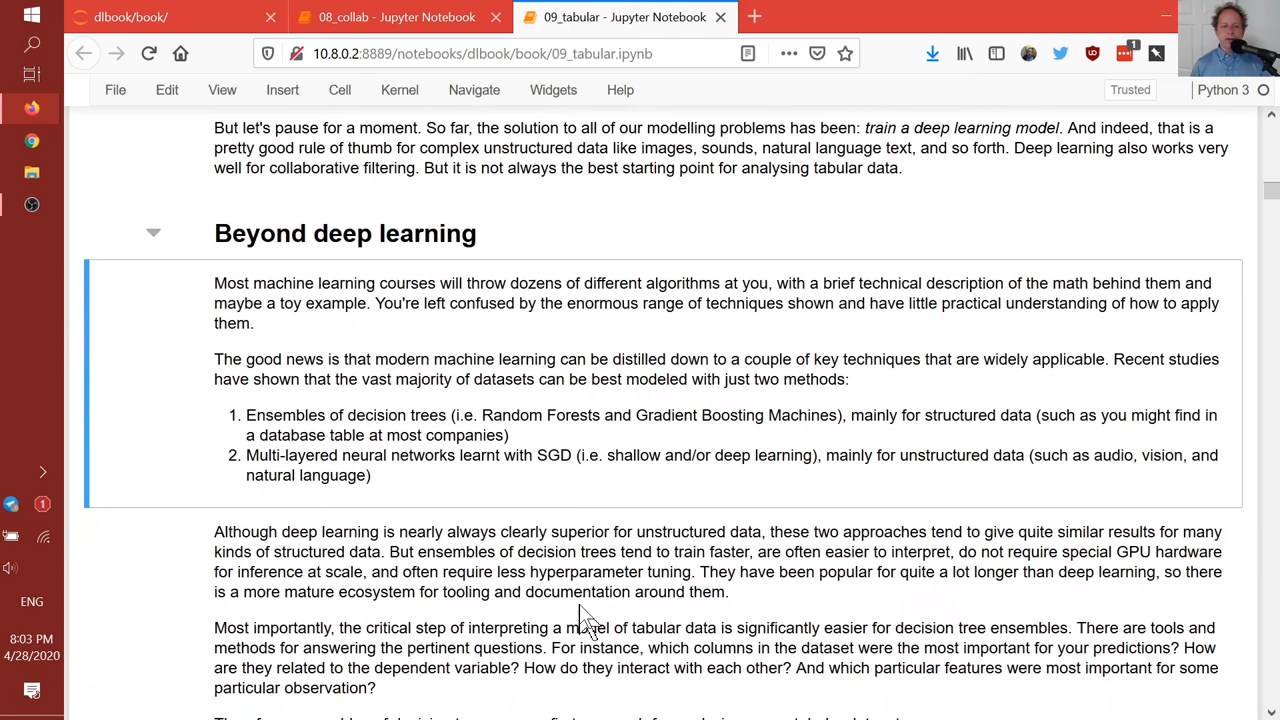 dlbook/book/
08_collab - Jupyter Notebook
09_tabular - Jupyter Notebook
10.8.0.2:8889/notebooks/dlbook/book/09_tabular.ipynb
1
File Edit View Insert Cell Kernel Navigate Widgets Help
Trusted
Python 3
But let's pause for a moment. So far, the solution to all of our modelling problems has been: train a deep learning model. And indeed, that is a
pretty good rule of thumb for complex unstructured data like images, sounds, natural language text, and so forth. Deep learning also works very
well for collaborative filtering. But it is not always the best starting point for analysing tabular data.
Beyond deep learning
Most machine learning courses will throw dozens of different algorithms at you, with a brief technical description of the math behind them and
maybe a toy example. You're left confused by the enormous range of techniques shown and have little practical understanding of how to apply
them.
The good news is that modern machine learning can be distilled down to a couple of key techniques that are widely applicable. Recent studies
have shown that the vast majority of datasets can be best modeled with just two methods:
1. Ensembles of decision trees (i.e. Random Forests and Gradient Boosting Machines), mainly for structured data (such as you might find in
a database table at most companies)
2. Multi-layered neural networks learnt with SGD (i.e. shallow and/or deep learning), mainly for unstructured data (such as audio, vision, and
natural language)
Although deep learning is nearly always clearly superior for unstructured data, these two approaches tend to give quite similar results for many
kinds of structured data. But ensembles of decision trees tend to train faster, are often easier to interpret, do not require special GPU hardware
for inference at scale, and often require less hyperparameter tuning. They have been popular for quite a lot longer than deep learning, so there
is a more mature ecosystem for tooling and documentation around them.
Most importantly, the critical step of interpreting a model of tabular data is significantly easier for decision tree ensembles. There are tools and
methods for answering the pertinent questions. For instance, which columns in the dataset were the most important for your predictions? How
are they related to the dependent variable? How do they interact with each other? And which particular features were most important for some
particular observation?
1
ENG
8:03 PM
4/28/2020